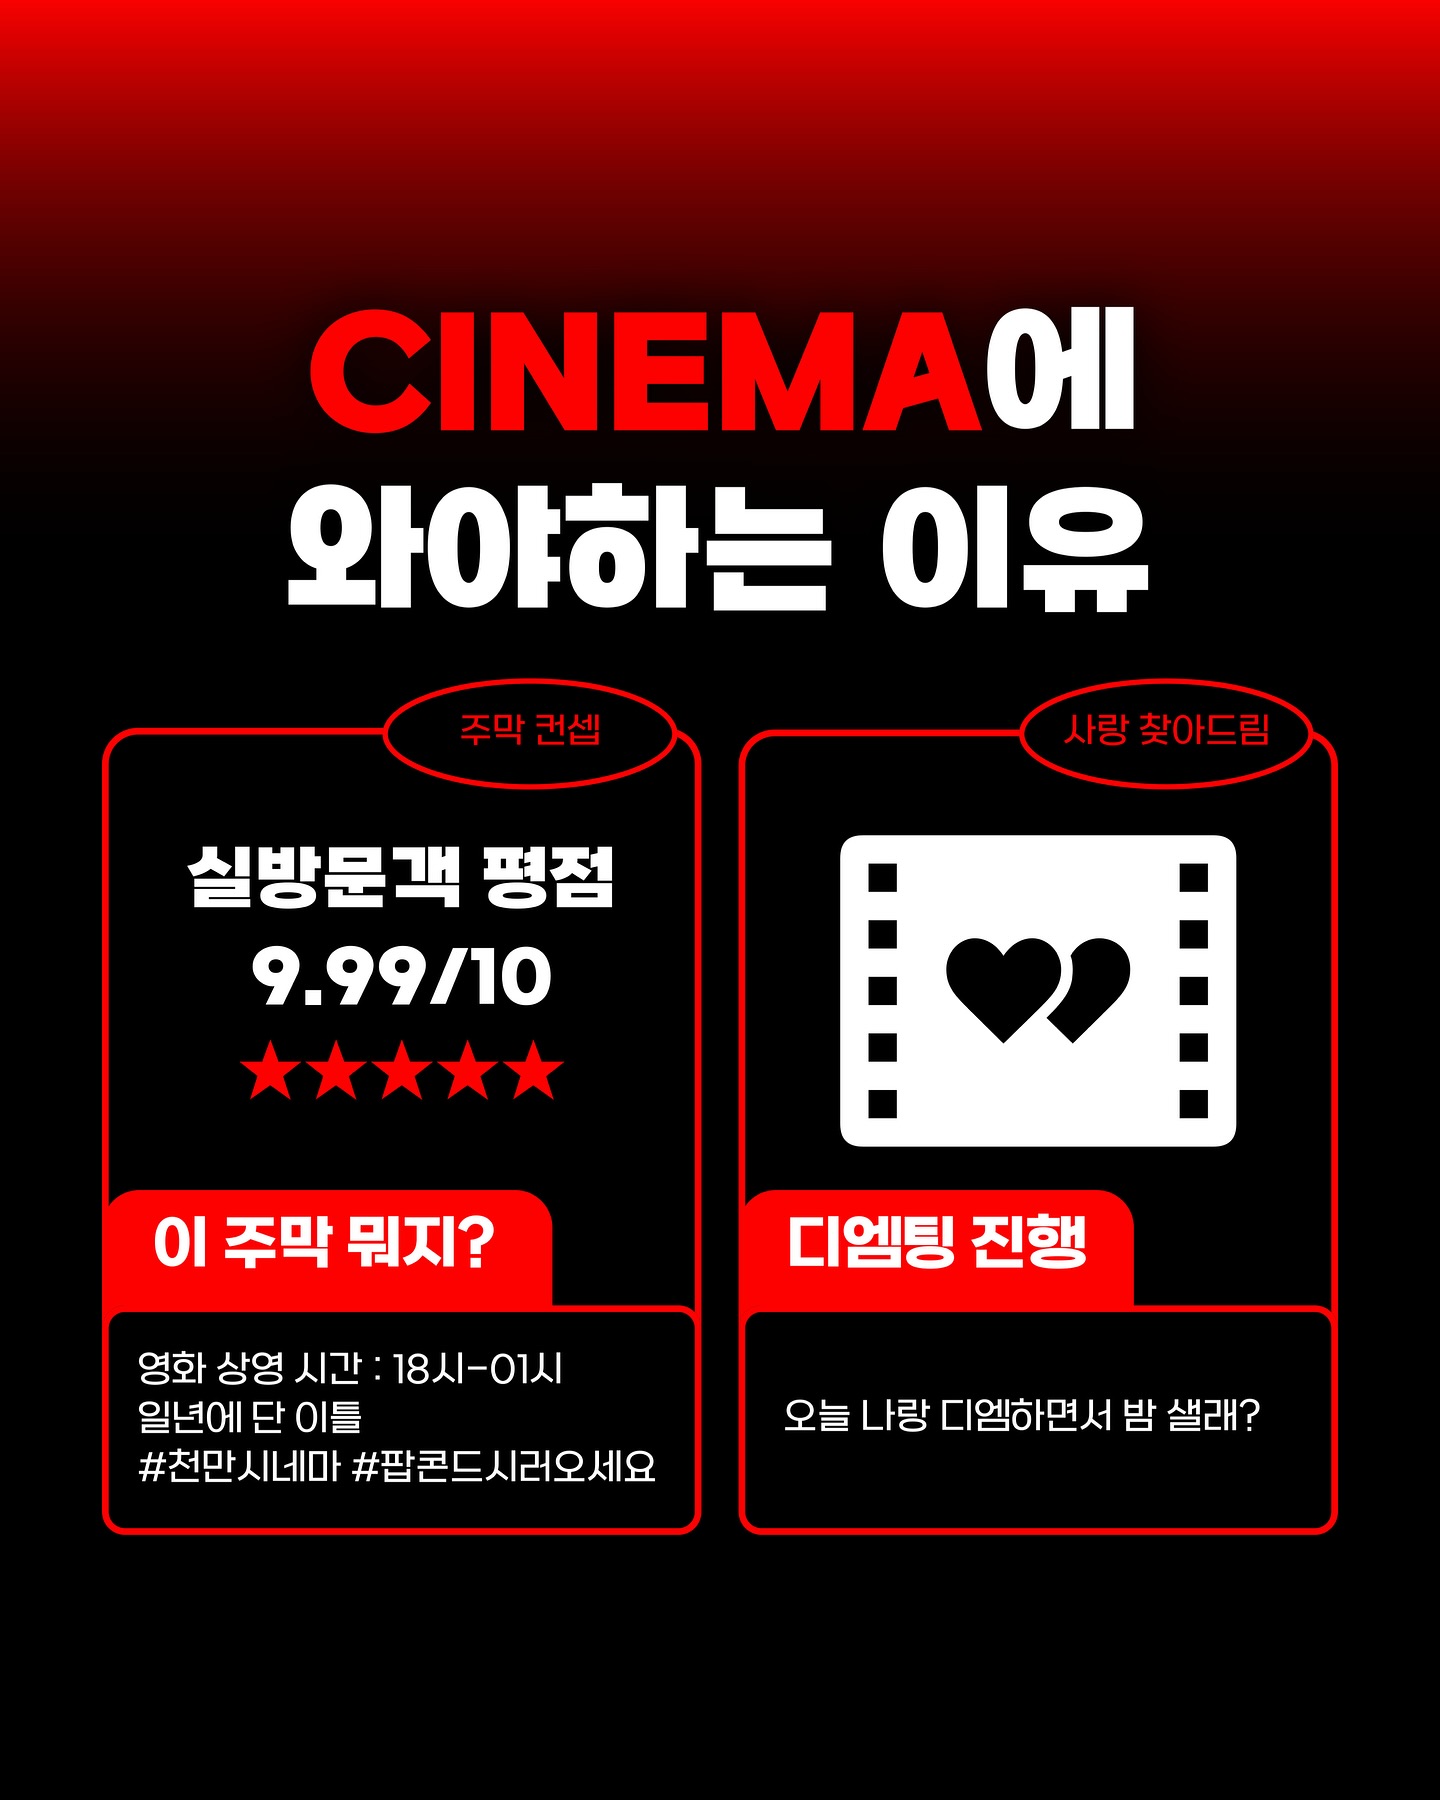 CINEMA에
와야하는 이유
주막 컨셉
실방문객 평점
9.99/10
★★★★★
이 주막 뭐지?
영화 상영 시간 : 18시-01시
일년에 단 이틀
#천만시네마 #팝콘드시러오세요
사랑 찾아드림
디엠팅 진행
오늘 나랑 디엠하면서 밤 샐래?